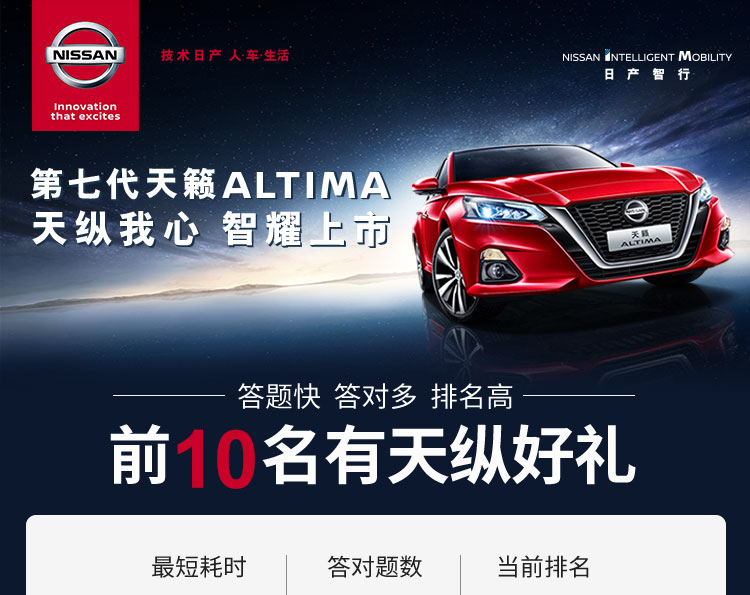 NISSAN
Innovation
that excites
技术日产 人·车·生活
NISSAN INTELLIGENT MOBILITY
日产智行
第七代天籁ALTIMA
天纵我心 智耀上市
天籁
ALTIMA
答题快 答对多 排名高
前10名有天纵好礼
最短耗时 答对题数 当前排名